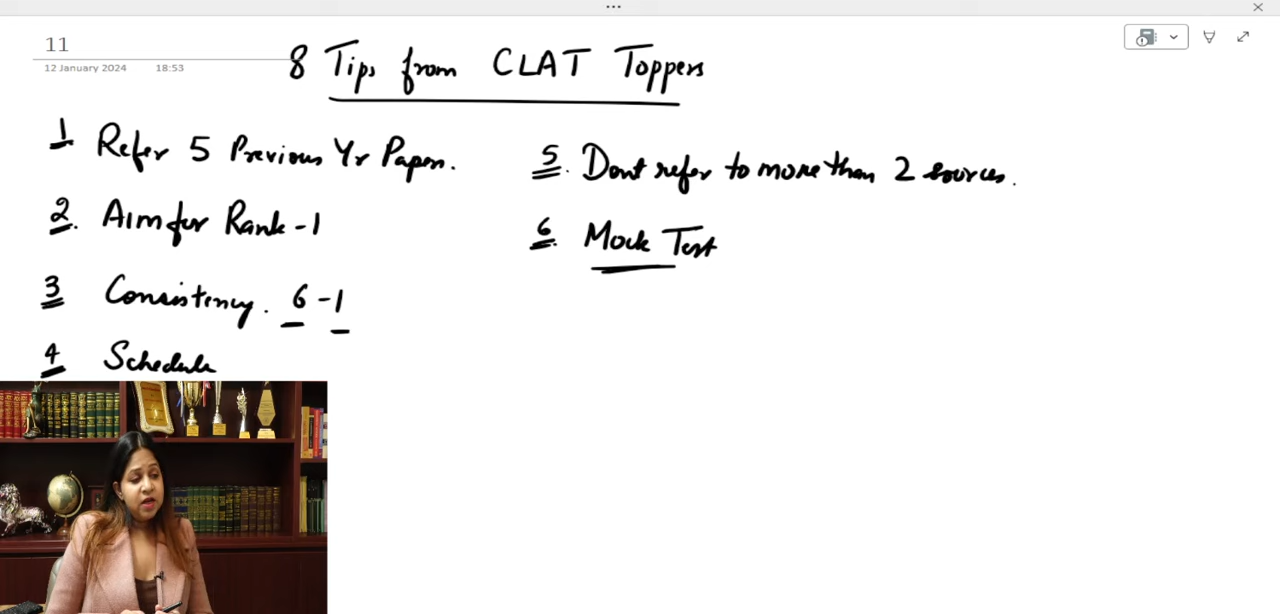 11
12 January 2024 18:53
8 Tips from CLAT Toppers
1 Refer 5 Previous Yr Papers.
2. Aim for Rank-1
3 Consistency. 6-1
4 Schedule
5. Dont refer to more than 2 sources.
6. Mock Test